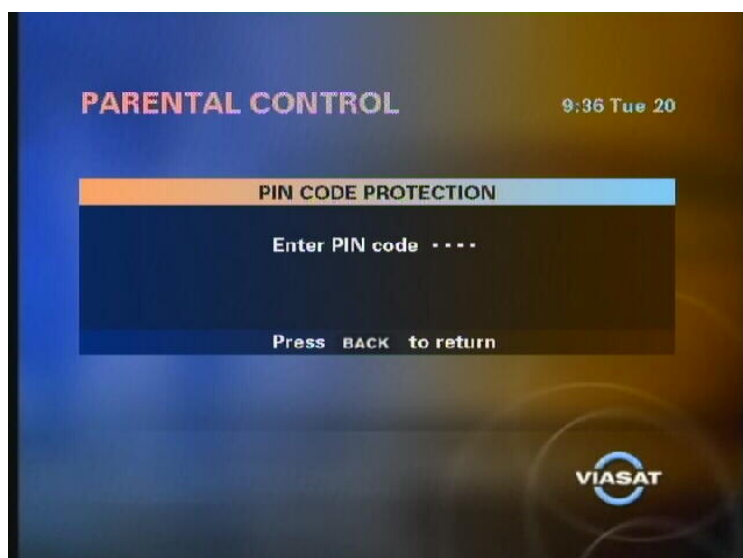 PARENTAL CONTROL
9:36 Tue 20
PIN CODE PROTECTION
Enter PIN code ----
Press BACK to return
VIASAT